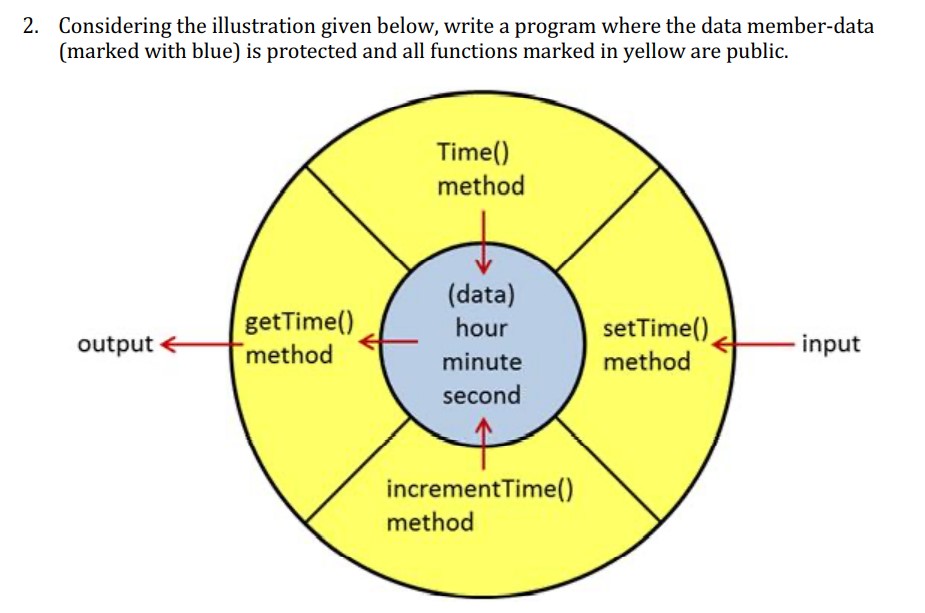 2. Considering the illustration given below, write a program where the data member-data
(marked with blue) is protected and all functions marked in yellow are public.
Time()
method
(data)
hour
minute
second
getTime()
method
output
setTime()
method
input
incrementTime()
method